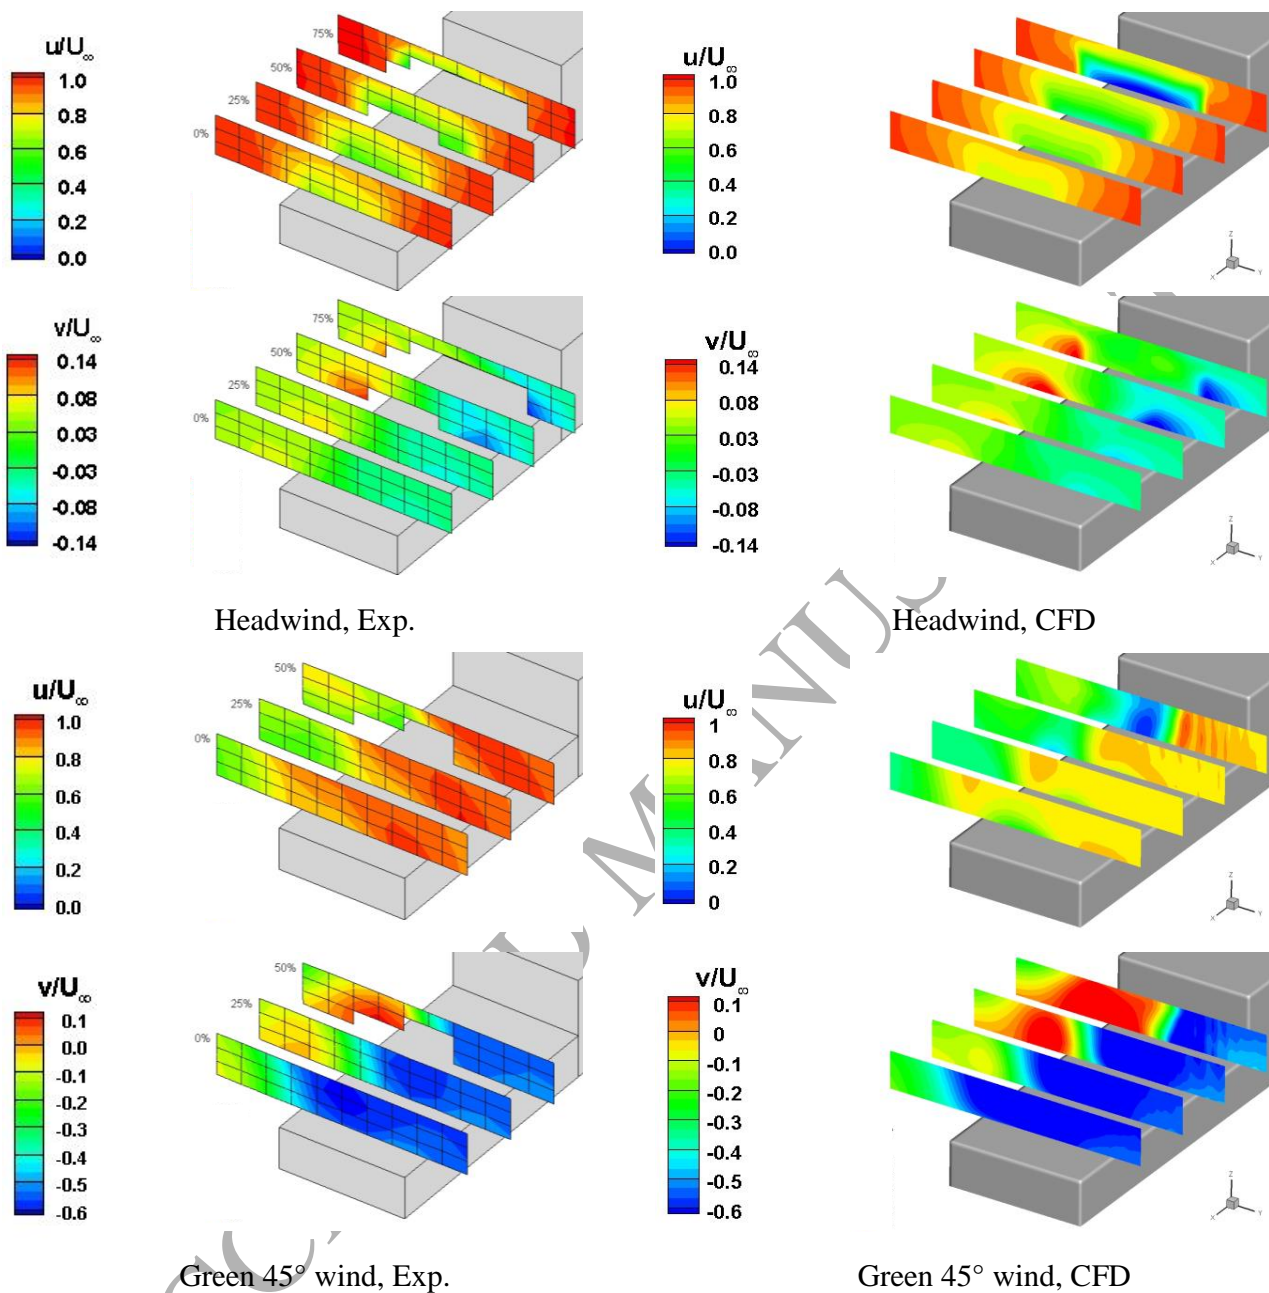 u/U∞
1.0
0.8
0.6
0.4
0.2
0.0
75%
50%
25%
0%
u/U∞
1.0
0.8
0.6
0.4
0.2
0.0
Z
X
Y
v/U∞
0.14
0.08
0.03
-0.03
-0.08
-0.14
75%
50%
25%
0%
v/U∞
0.14
0.08
0.03
-0.03
-0.08
-0.14
Z
X
Y
Headwind, Exp.
Headwind, CFD
u/U∞
1.0
0.8
0.6
0.4
0.2
0.0
50%
25%
0%
u/U∞
1
0.8
0.6
0.4
0.2
0
Z
X
Y
v/U∞
0.1
0.0
-0.1
-0.2
-0.3
-0.4
-0.5
-0.6
50%
25%
0%
v/U∞
0.1
0
-0.1
-0.2
-0.3
-0.4
-0.5
-0.6
Z
X
Y
Green 45° wind, Exp.
Green 45° wind, CFD